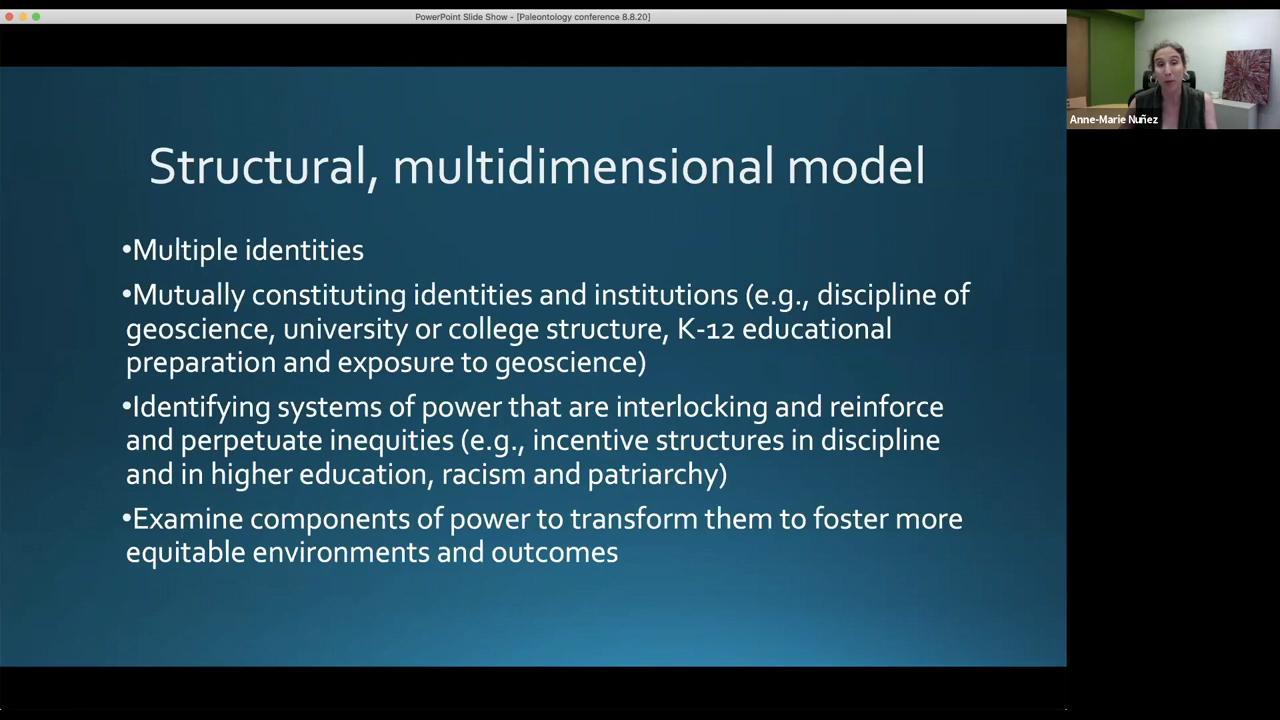 PowerPoint Slide Show - [Paleontology conference 8.8.20]
Anne-Marie Nuñez
Structural, multidimensional model
•Multiple identities
•Mutually constituting identities and institutions (e.g., discipline of
geoscience, university or college structure, K-12 educational
preparation and exposure to geoscience)
•Identifying systems of power that are interlocking and reinforce
and perpetuate inequities (e.g., incentive structures in discipline
and in higher education, racism and patriarchy)
•Examine components of power to transform them to foster more
equitable environments and outcomes